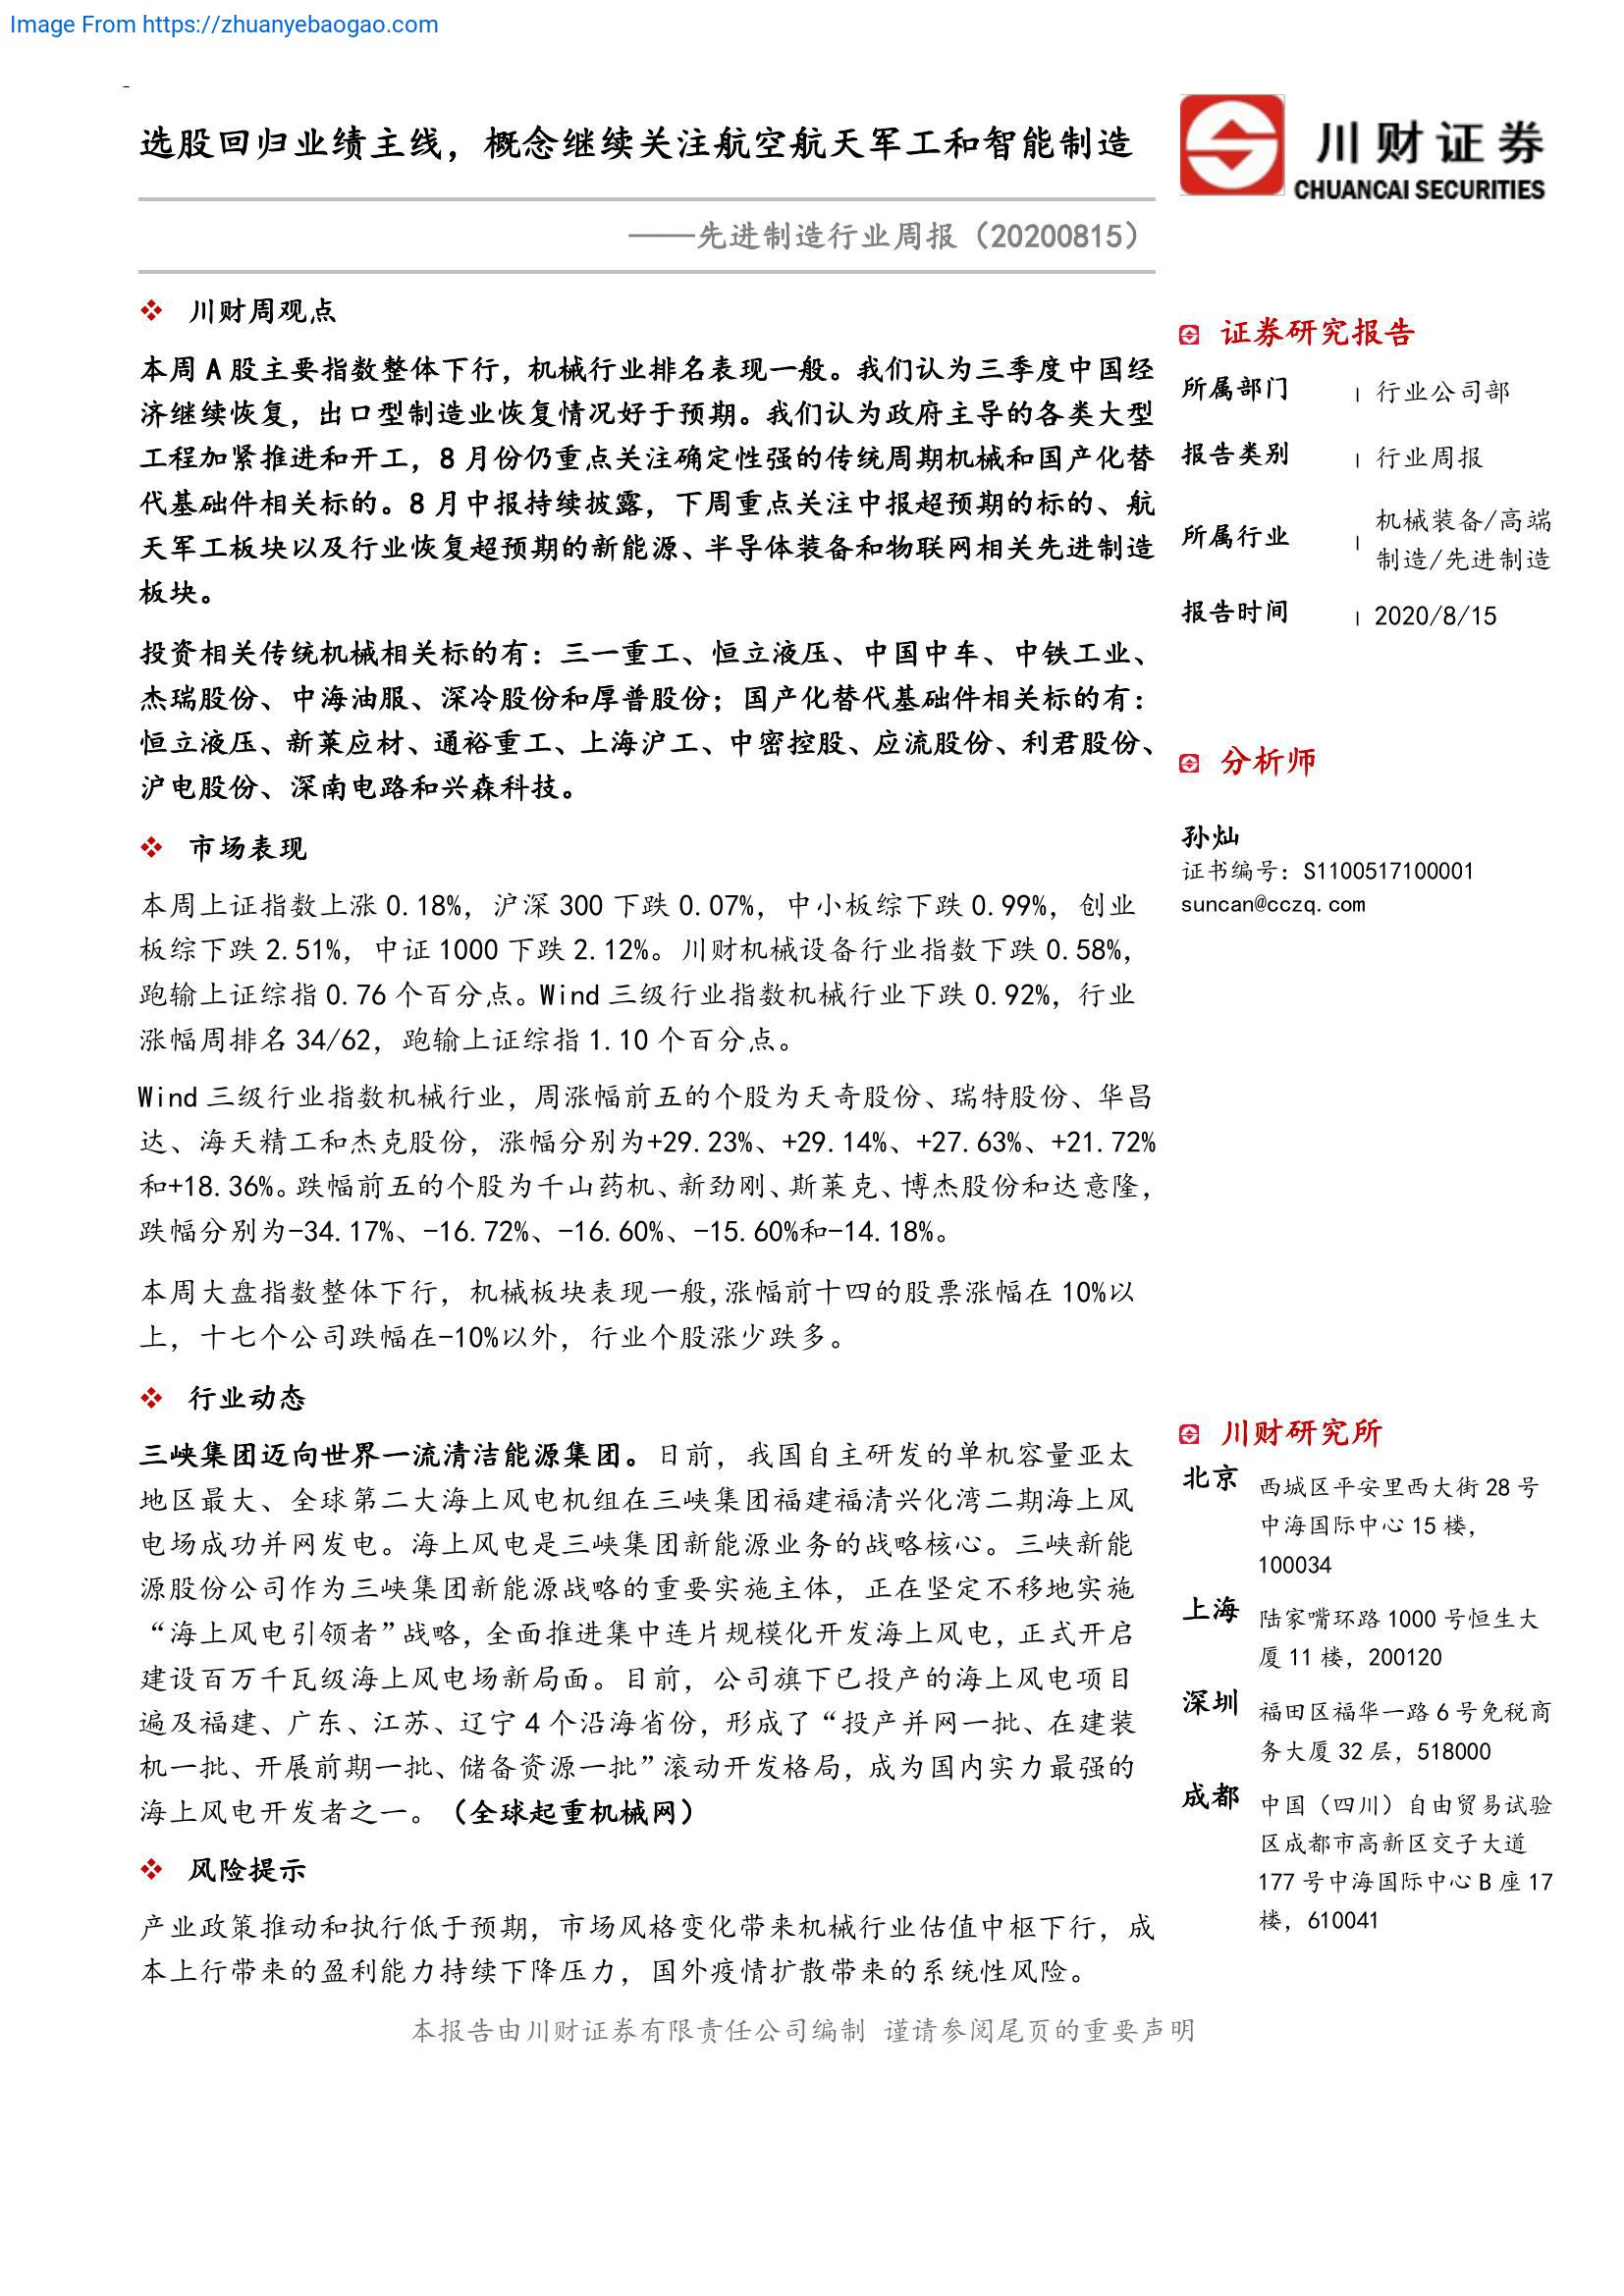 Image From https://zhuanyebaogao.com
-
选股回归业绩主线，概念继续关注航空航天军工和智能制造
——先进制造行业周报（20200815）
川财证券
CHUANCAI SECURITIES
川财周观点
本周 A 股主要指数整体下行，机械行业排名表现一般。我们认为三季度中国经
济继续恢复，出口型制造业恢复情况好于预期。我们认为政府主导的各类大型
工程加紧推进和开工，8 月份仍重点关注确定性强的传统周期机械和国产化替
代基础件相关标的。8 月中报持续披露，下周重点关注中报超预期的标的、航
天军工板块以及行业恢复超预期的新能源、半导体装备和物联网相关先进制造
板块。
投资相关传统机械相关标的有：三一重工、恒立液压、中国中车、中铁工业、
杰瑞股份、中海油服、深冷股份和厚普股份；国产化替代基础件相关标的有：
恒立液压、新莱应材、通裕重工、上海沪工、中密控股、应流股份、利君股份、
沪电股份、深南电路和兴森科技。
市场表现
本周上证指数上涨 0.18%，沪深 300 下跌 0.07%，中小板综下跌 0.99%，创业
板综下跌 2.51%，中证 1000 下跌 2.12%。川财机械设备行业指数下跌 0.58%，
跑输上证综指 0.76 个百分点。Wind 三级行业指数机械行业下跌 0.92%，行业
涨幅周排名 34/62，跑输上证综指 1.10 个百分点。
Wind 三级行业指数机械行业，周涨幅前五的个股为天奇股份、瑞特股份、华昌
达、海天精工和杰克股份，涨幅分别为+29.23%、+29.14%、+27.63%、+21.72%
和+18.36%。跌幅前五的个股为千山药机、新劲刚、斯莱克、博杰股份和达意隆，
跌幅分别为-34.17%、-16.72%、-16.60%、-15.60%和-14.18%。
本周大盘指数整体下行，机械板块表现一般,涨幅前十四的股票涨幅在 10%以
上，十七个公司跌幅在-10%以外，行业个股涨少跌多。
行业动态
三峡集团迈向世界一流清洁能源集团。日前，我国自主研发的单机容量亚太
地区最大、全球第二大海上风电机组在三峡集团福建福清兴化湾二期海上风
电场成功并网发电。海上风电是三峡集团新能源业务的战略核心。三峡新能
源股份公司作为三峡集团新能源战略的重要实施主体，正在坚定不移地实施
“海上风电引领者”战略，全面推进集中连片规模化开发海上风电，正式开启
建设百万千瓦级海上风电场新局面。目前，公司旗下已投产的海上风电项目
遍及福建、广东、江苏、辽宁 4 个沿海省份，形成了“投产并网一批、在建装
机一批、开展前期一批、储备资源一批”滚动开发格局，成为国内实力最强的
海上风电开发者之一。（全球起重机械网）
风险提示
产业政策推动和执行低于预期，市场风格变化带来机械行业估值中枢下行，成
本上行带来的盈利能力持续下降压力，国外疫情扩散带来的系统性风险。
证券研究报告
所属部门 | 行业公司部
报告类别 | 行业周报
所属行业 | 机械装备/高端
制造/先进制造
报告时间 | 2020/8/15
分析师
孙灿
证书编号：S1100517100001
suncan@cczq.com
川财研究所
北京 西城区平安里西大街 28 号
中海国际中心 15 楼，
100034
上海 陆家嘴环路 1000 号恒生大
厦 11 楼，200120
深圳 福田区福华一路 6 号免税商
务大厦 32 层，518000
成都 中国（四川）自由贸易试验
区成都市高新区交子大道
177 号中海国际中心 B 座 17
楼，610041
本报告由川财证券有限责任公司编制 谨请参阅尾页的重要声明